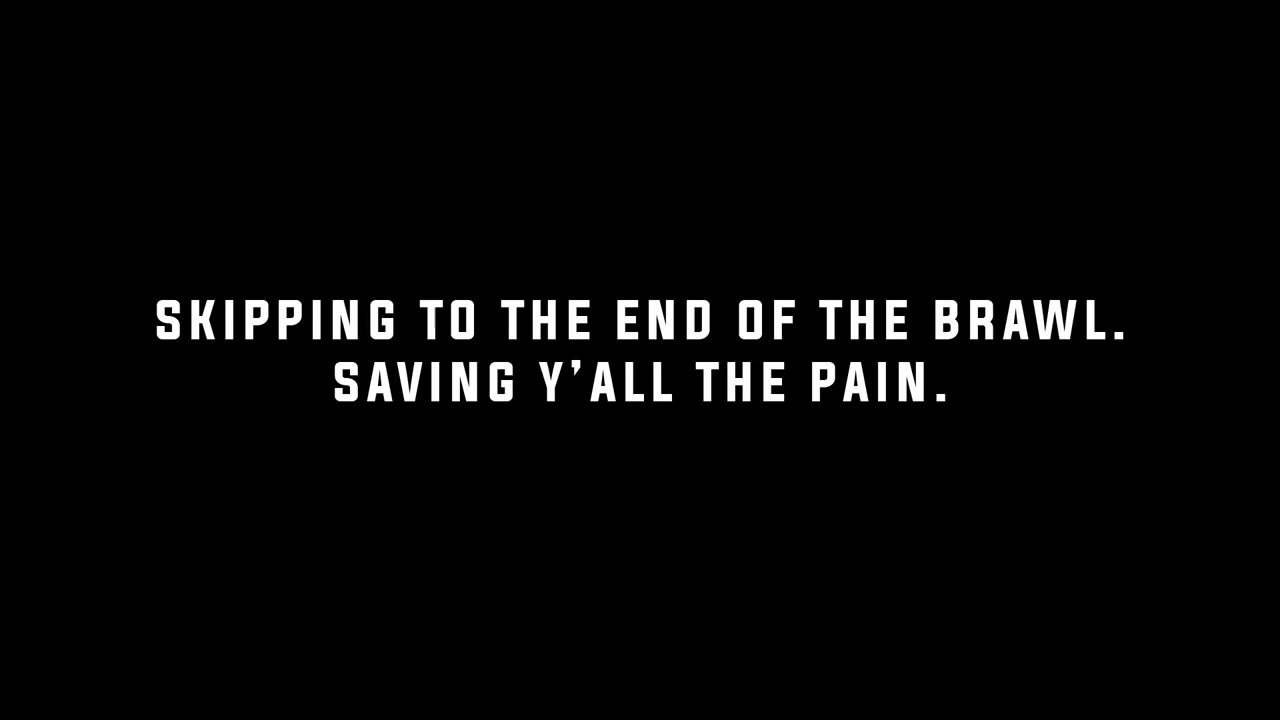 SKIPPING TO THE END OF THE BRAWL.
SAVING Y’ALL THE PAIN.